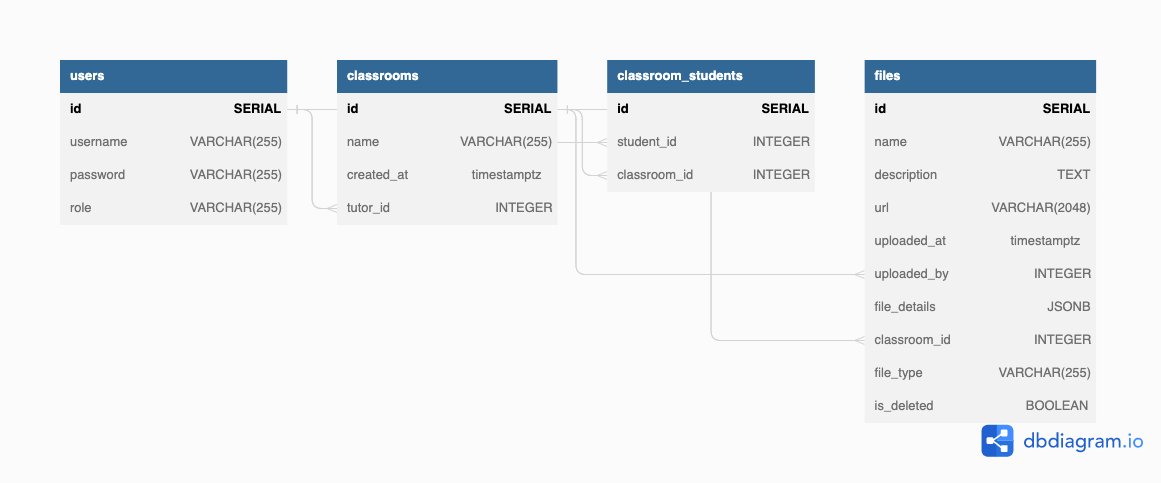 users
id SERIAL
username VARCHAR(255)
password VARCHAR(255)
role VARCHAR(255)
classrooms
id SERIAL
name VARCHAR(255)
created_at timestamptz
tutor_id INTEGER
classroom_students
id SERIAL
student_id INTEGER
classroom_id INTEGER
files
id SERIAL
name VARCHAR(255)
description TEXT
url VARCHAR(2048)
uploaded_at timestamptz
uploaded_by INTEGER
file_details JSONB
classroom_id INTEGER
file_type VARCHAR(255)
is_deleted BOOLEAN
dbdiagram.io